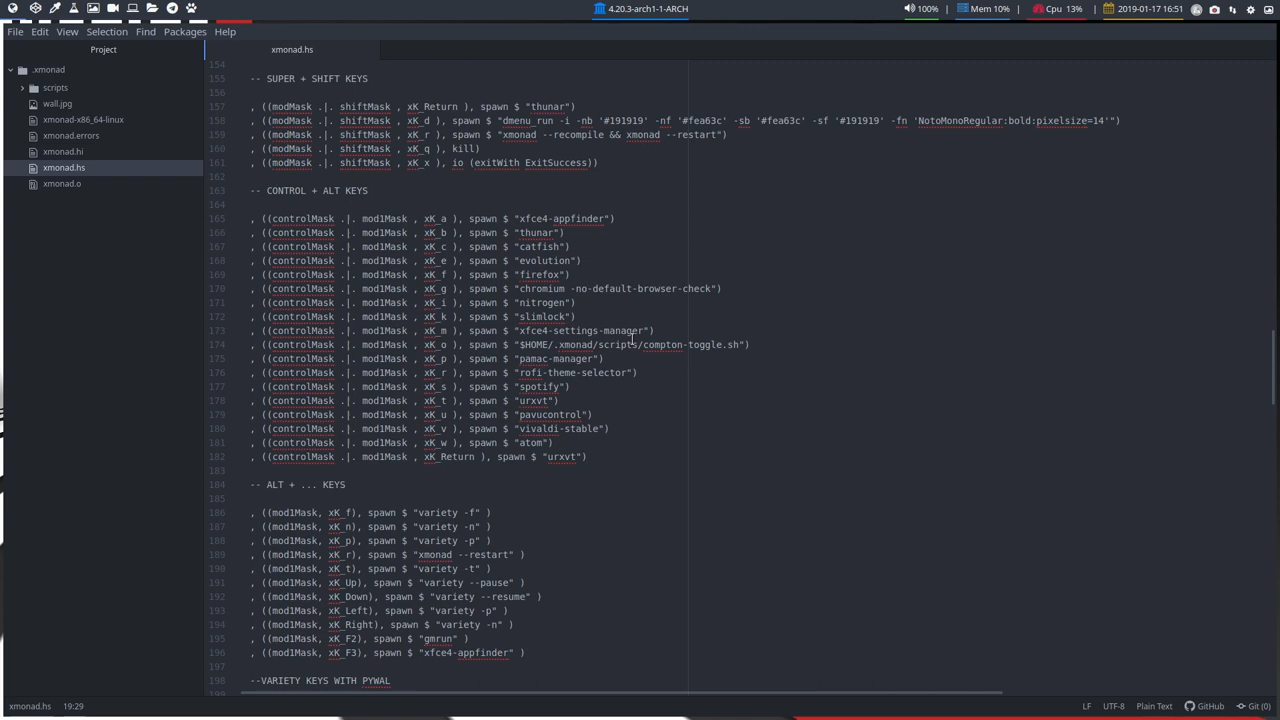 4.20.3-arch1-1-ARCH
100%
Mem 10%
Cpu 13%
2019-01-17 16:51
File Edit View Selection Find Packages Help
Project
xmonad.hs
.xmonad
scripts
wall.jpg
xmonad-x86_64-linux
xmonad.errors
xmonad.hi
xmonad.hs
xmonad.o
154
155 -- SUPER + SHIFT KEYS
156
157 , ((modMask .|. shiftMask , xK_Return ), spawn $ "thunar")
158 , ((modMask .|. shiftMask , xK_d ), spawn $ "dmenu_run -i -nb '#191919' -nf '#fea63c' -sb '#fea63c' -sf '#191919' -fn 'NotoMonoRegular:bold:pixelsize=14'")
159 , ((modMask .|. shiftMask , xK_r ), spawn $ "xmonad --recompile && xmonad --restart")
160 , ((modMask .|. shiftMask , xK_q ), kill)
161 , ((modMask .|. shiftMask , xK_x ), io (exitWith ExitSuccess))
162
163 -- CONTROL + ALT KEYS
164
165 , ((controlMask .|. mod1Mask , xK_a ), spawn $ "xfce4-appfinder")
166 , ((controlMask .|. mod1Mask , xK_b ), spawn $ "thunar")
167 , ((controlMask .|. mod1Mask , xK_c ), spawn $ "catfish")
168 , ((controlMask .|. mod1Mask , xK_e ), spawn $ "evolution")
169 , ((controlMask .|. mod1Mask , xK_f ), spawn $ "firefox")
170 , ((controlMask .|. mod1Mask , xK_g ), spawn $ "chromium -no-default-browser-check")
171 , ((controlMask .|. mod1Mask , xK_i ), spawn $ "nitrogen")
172 , ((controlMask .|. mod1Mask , xK_k ), spawn $ "slimlock")
173 , ((controlMask .|. mod1Mask , xK_m ), spawn $ "xfce4-settings-manager")
174 , ((controlMask .|. mod1Mask , xK_o ), spawn $ "$HOME/.xmonad/scripts/compton-toggle.sh")
175 , ((controlMask .|. mod1Mask , xK_p ), spawn $ "pamac-manager")
176 , ((controlMask .|. mod1Mask , xK_r ), spawn $ "rofi-theme-selector")
177 , ((controlMask .|. mod1Mask , xK_s ), spawn $ "spotify")
178 , ((controlMask .|. mod1Mask , xK_t ), spawn $ "urxvt")
179 , ((controlMask .|. mod1Mask , xK_u ), spawn $ "pavucontrol")
180 , ((controlMask .|. mod1Mask , xK_v ), spawn $ "vivaldi-stable")
181 , ((controlMask .|. mod1Mask , xK_w ), spawn $ "atom")
182 , ((controlMask .|. mod1Mask , xK_Return ), spawn $ "urxvt")
183
184 -- ALT + ... KEYS
185
186 , ((mod1Mask, xK_f), spawn $ "variety -f" )
187 , ((mod1Mask, xK_n), spawn $ "variety -n" )
188 , ((mod1Mask, xK_p), spawn $ "variety -p" )
189 , ((mod1Mask, xK_r), spawn $ "xmonad --restart" )
190 , ((mod1Mask, xK_t), spawn $ "variety -t" )
191 , ((mod1Mask, xK_Up), spawn $ "variety --pause" )
192 , ((mod1Mask, xK_Down), spawn $ "variety --resume" )
193 , ((mod1Mask, xK_Left), spawn $ "variety -p" )
194 , ((mod1Mask, xK_Right), spawn $ "variety -n" )
195 , ((mod1Mask, xK_F2), spawn $ "gmrun" )
196 , ((mod1Mask, xK_F3), spawn $ "xfce4-appfinder" )
197
198 --VARIETY KEYS WITH PYWAL
199
xmonad.hs 19:29
LF UTF-8 Plain Text GitHub Git (0)